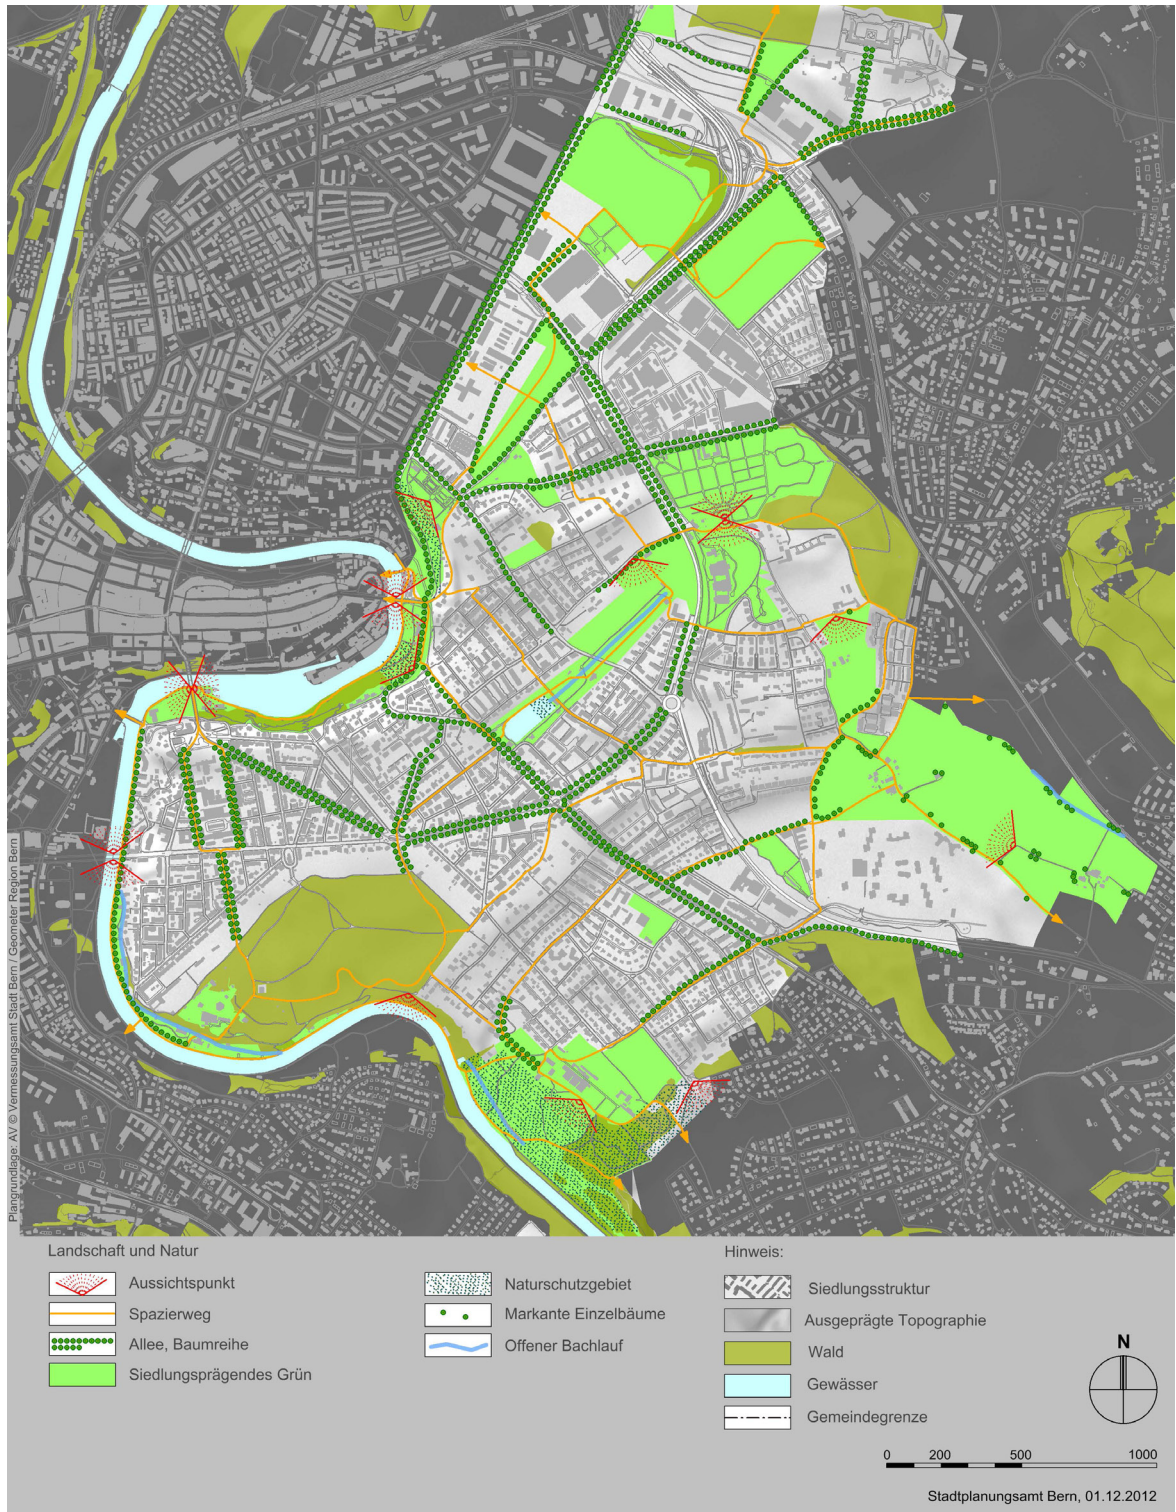 Plangrundlage: AV © Vermessungsamt Stadt Bern / Geometer Region Bern
Landschaft und Natur
Aussichtspunkt
Spazierweg
Allee, Baumreihe
Siedlungsprägendes Grün
Naturschutzgebiet
Markante Einzelbäume
Offener Bachlauf
Hinweis:
Siedlungsstruktur
Ausgeprägte Topographie
Wald
Gewässer
Gemeindegrenze
N
0 200 500 1000
Stadtplanungsamt Bern, 01.12.2012